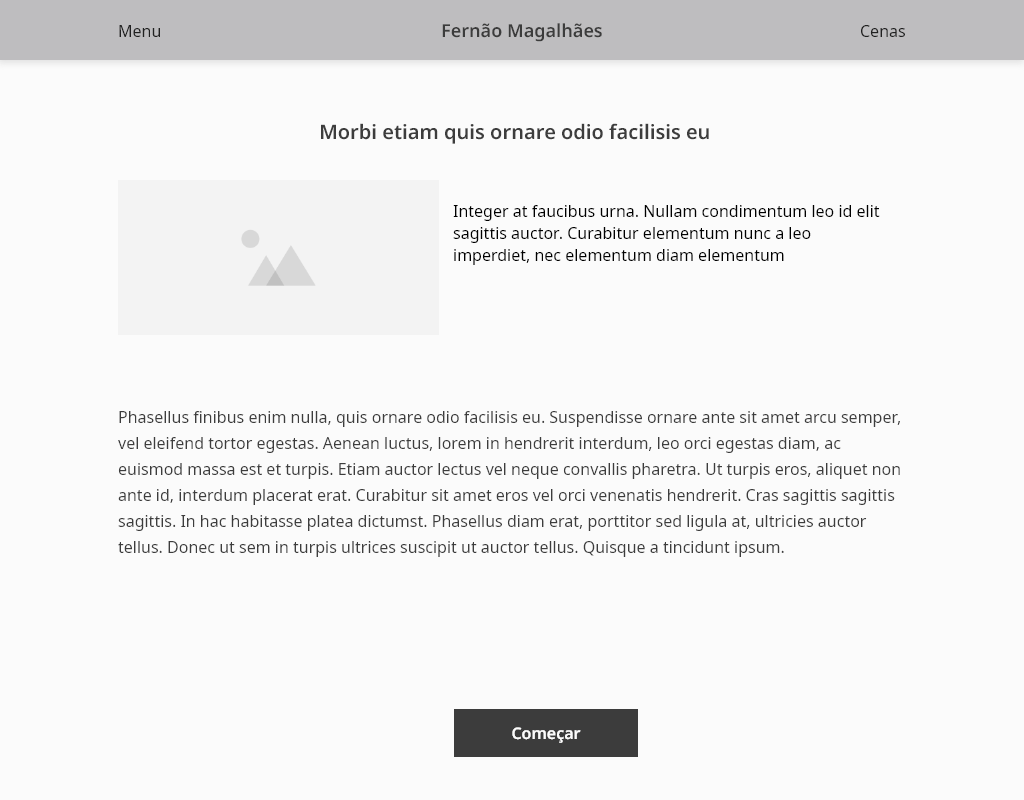 Menu
Fernão Magalhães
Cenas
Morbi etiam quis ornare odio facilisis eu
Integer at faucibus urna. Nullam condimentum leo id elit
sagittis auctor. Curabitur elementum nunc a leo
imperdiet, nec elementum diam elementum
Phasellus finibus enim nulla, quis ornare odio facilisis eu. Suspendisse ornare ante sit amet arcu semper,
vel eleifend tortor egestas. Aenean luctus, lorem in hendrerit interdum, leo orci egestas diam, ac
euismod massa est et turpis. Etiam auctor lectus vel neque convallis pharetra. Ut turpis eros, aliquet non
ante id, interdum placerat erat. Curabitur sit amet eros vel orci venenatis hendrerit. Cras sagittis sagittis
sagittis. In hac habitasse platea dictumst. Phasellus diam erat, porttitor sed ligula at, ultricies auctor
tellus. Donec ut sem in turpis ultrices suscipit ut auctor tellus. Quisque a tincidunt ipsum.
Começar